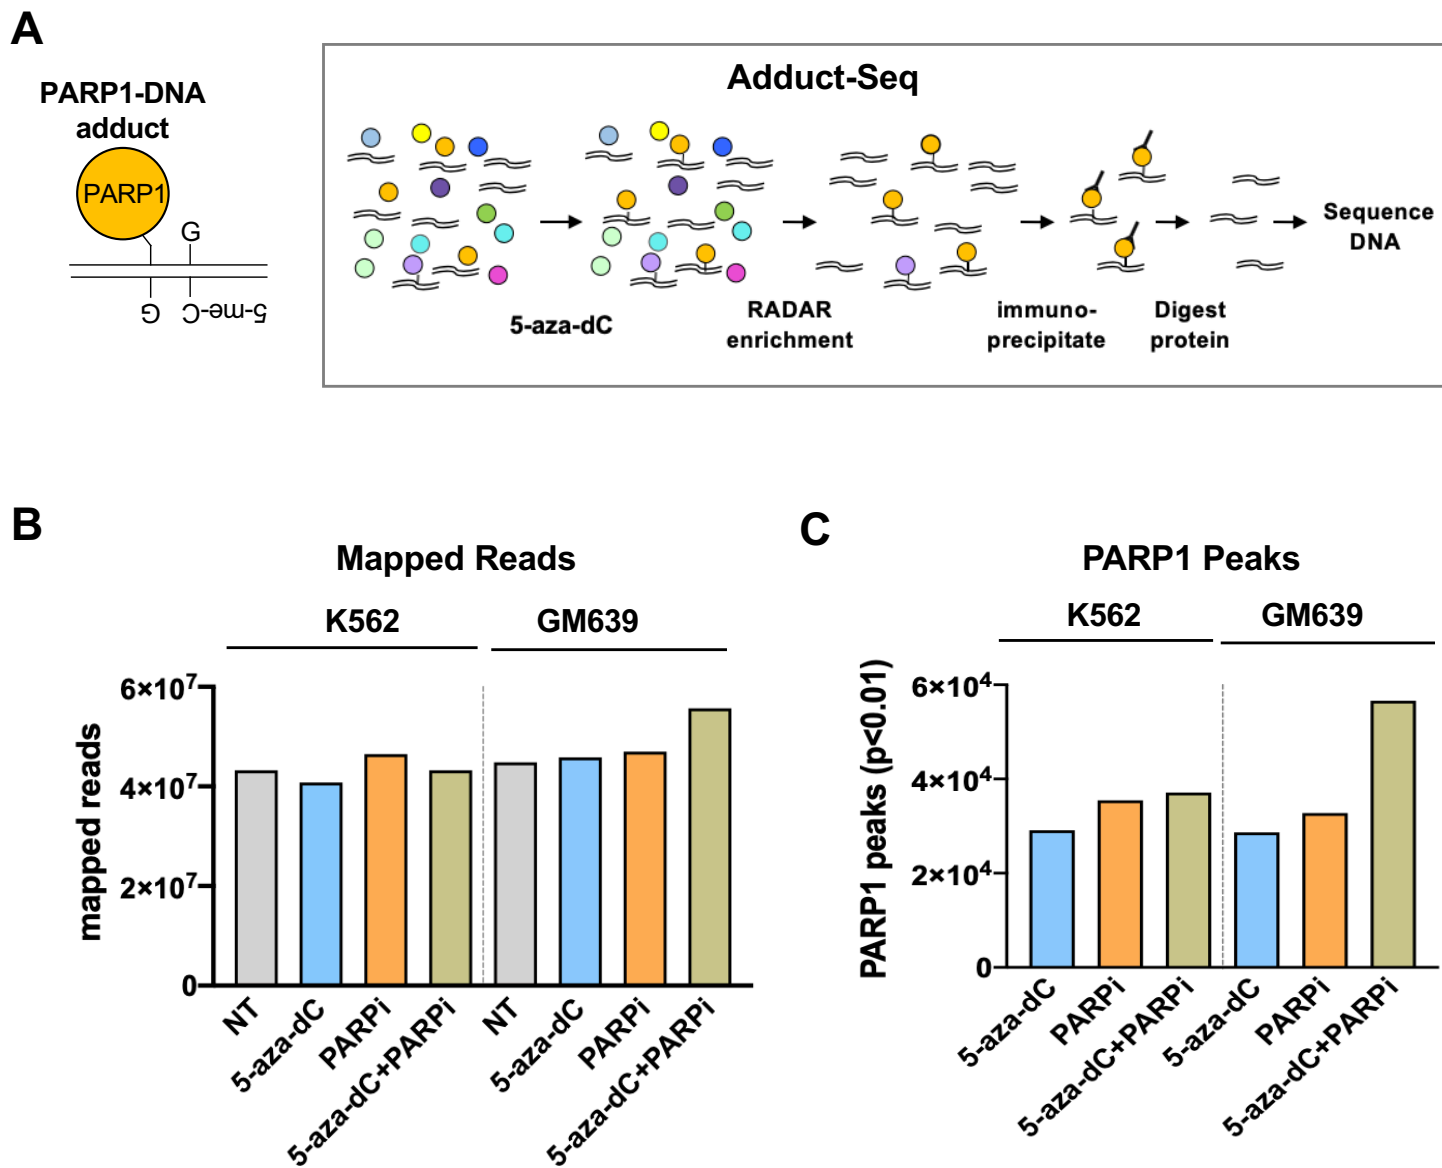 A
PARP1-DNA
adduct
PARP1
G
G
5-me-C
Adduct-Seq
5-aza-dC
RADAR
enrichment
immuno-
precipitate
Digest
protein
Sequence
DNA
B
Mapped Reads
K562
GM639
mapped reads
6×10⁷
4×10⁷
2×10⁷
0
NT
5-aza-dC
PARPi
5-aza-dC+PARPi
NT
5-aza-dC
PARPi
5-aza-dC+PARPi
C
PARP1 Peaks
K562
GM639
PARP1 peaks (p<0.01)
6×10⁴
4×10⁴
2×10⁴
0
5-aza-dC
PARPi
5-aza-dC+PARPi
5-aza-dC
PARPi
5-aza-dC+PARPi